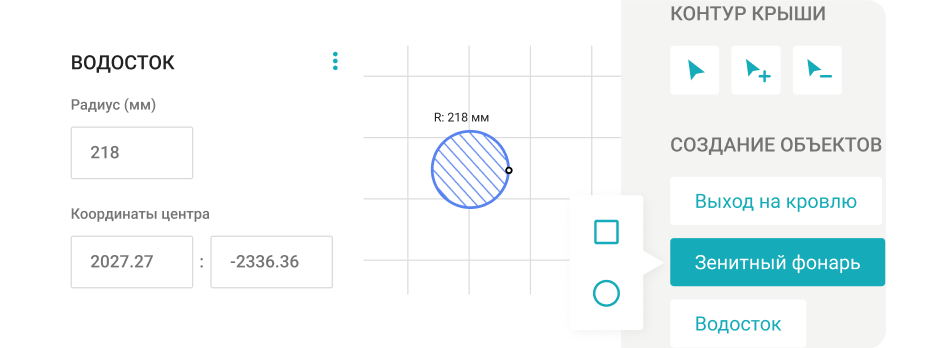 ВОДОСТОК
Радиус (мм)
218
Координаты центра
2027.27 : -2336.36
R: 218 мм
КОНТУР КРЫШИ
СОЗДАНИЕ ОБЪЕКТОВ
Выход на кровлю
Зенитный фонарь
Водосток